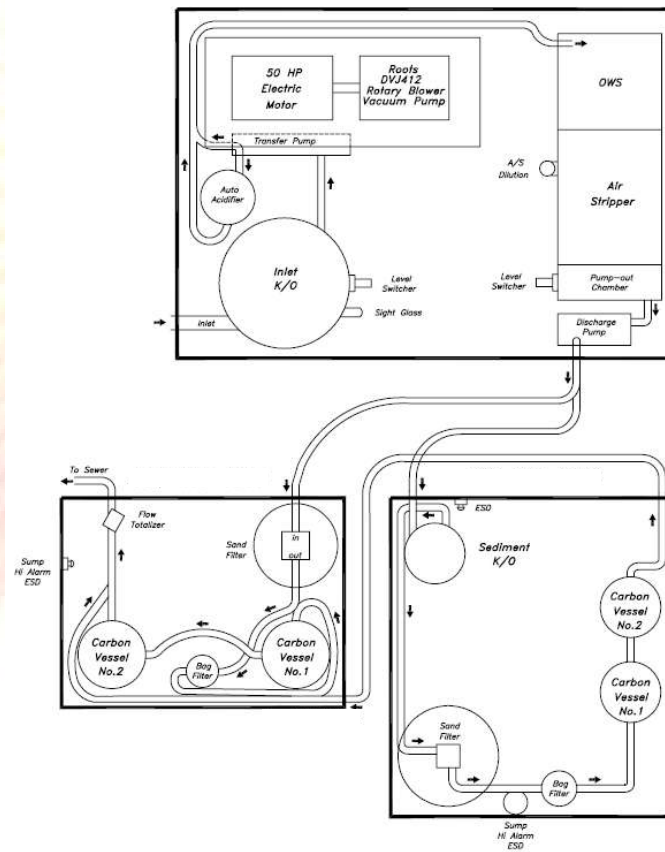 50 HP
Electric
Motor
Roots
DVJ412
Rotary Blower
Vacuum Pump
OWS
Transfer Pump
A/S
Dilution
Air
Stripper
Auto
Acidifier
Inlet
K/O
Level
Switcher
Level
Switcher
Pump-out
Chamber
Sight Glass
Inlet
Discharge
Pump
To Sewer
Flow
Totalizer
Sand
Filter
in
out
Sump
Hi Alarm
ESD
Carbon
Vessel
No.2
Bag
Filter
Carbon
Vessel
No.1
ESD
Sediment
K/O
Carbon
Vessel
No.2
Carbon
Vessel
No.1
Sand
Filter
Bag
Filter
Sump
Hi Alarm
ESD